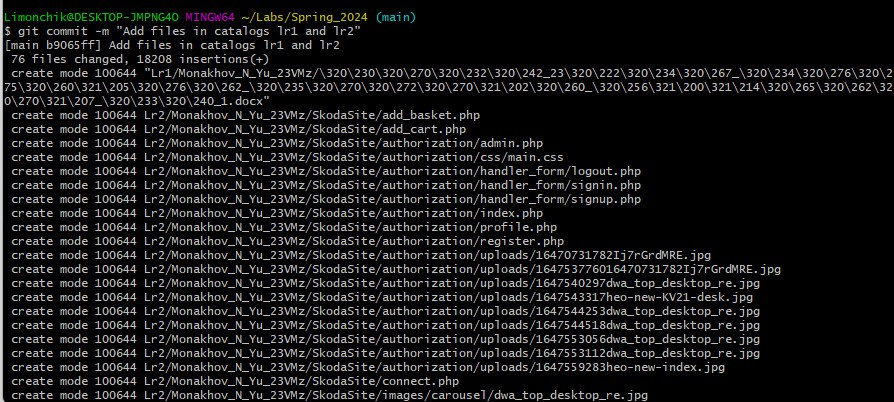 Limonchik@DESKTOP-JMPNG4O MINGW64 ~/Labs/Spring_2024 (main)
$ git commit -m "Add files in catalogs lr1 and lr2"
[main b9065ff] Add files in catalogs lr1 and lr2
 76 files changed, 18208 insertions(+)
 create mode 100644 "Lr1/Monakhov_N_Yu_23VMz/\320\230\320\270\320\232\320\242_23\320\222\320\234\320\267_\320\234\320\276\320\2
75\320\260\321\205\320\276\320\262_\320\235\320\270\320\272\320\270\321\202\320\260_\320\256\321\200\321\214\320\265\320\262\32
0\270\321\207_\320\233\320\240_1.docx"
 create mode 100644 Lr2/Monakhov_N_Yu_23VMz/SkodaSite/add_basket.php
 create mode 100644 Lr2/Monakhov_N_Yu_23VMz/SkodaSite/add_cart.php
 create mode 100644 Lr2/Monakhov_N_Yu_23VMz/SkodaSite/authorization/admin.php
 create mode 100644 Lr2/Monakhov_N_Yu_23VMz/SkodaSite/authorization/css/main.css
 create mode 100644 Lr2/Monakhov_N_Yu_23VMz/SkodaSite/authorization/handler_form/logout.php
 create mode 100644 Lr2/Monakhov_N_Yu_23VMz/SkodaSite/authorization/handler_form/signin.php
 create mode 100644 Lr2/Monakhov_N_Yu_23VMz/SkodaSite/authorization/handler_form/signup.php
 create mode 100644 Lr2/Monakhov_N_Yu_23VMz/SkodaSite/authorization/index.php
 create mode 100644 Lr2/Monakhov_N_Yu_23VMz/SkodaSite/authorization/profile.php
 create mode 100644 Lr2/Monakhov_N_Yu_23VMz/SkodaSite/authorization/register.php
 create mode 100644 Lr2/Monakhov_N_Yu_23VMz/SkodaSite/authorization/uploads/16470731782Ij7rGrdMRE.jpg
 create mode 100644 Lr2/Monakhov_N_Yu_23VMz/SkodaSite/authorization/uploads/164753776016470731782Ij7rGrdMRE.jpg
 create mode 100644 Lr2/Monakhov_N_Yu_23VMz/SkodaSite/authorization/uploads/1647540297dwa_top_desktop_re.jpg
 create mode 100644 Lr2/Monakhov_N_Yu_23VMz/SkodaSite/authorization/uploads/1647543317heo-new-KV21-desk.jpg
 create mode 100644 Lr2/Monakhov_N_Yu_23VMz/SkodaSite/authorization/uploads/1647544253dwa_top_desktop_re.jpg
 create mode 100644 Lr2/Monakhov_N_Yu_23VMz/SkodaSite/authorization/uploads/1647544518dwa_top_desktop_re.jpg
 create mode 100644 Lr2/Monakhov_N_Yu_23VMz/SkodaSite/authorization/uploads/1647553056dwa_top_desktop_re.jpg
 create mode 100644 Lr2/Monakhov_N_Yu_23VMz/SkodaSite/authorization/uploads/1647553112dwa_top_desktop_re.jpg
 create mode 100644 Lr2/Monakhov_N_Yu_23VMz/SkodaSite/authorization/uploads/1647559283heo-new-index.jpg
 create mode 100644 Lr2/Monakhov_N_Yu_23VMz/SkodaSite/connect.php
 create mode 100644 Lr2/Monakhov_N_Yu_23VMz/SkodaSite/images/carousel/dwa_top_desktop_re.jpg